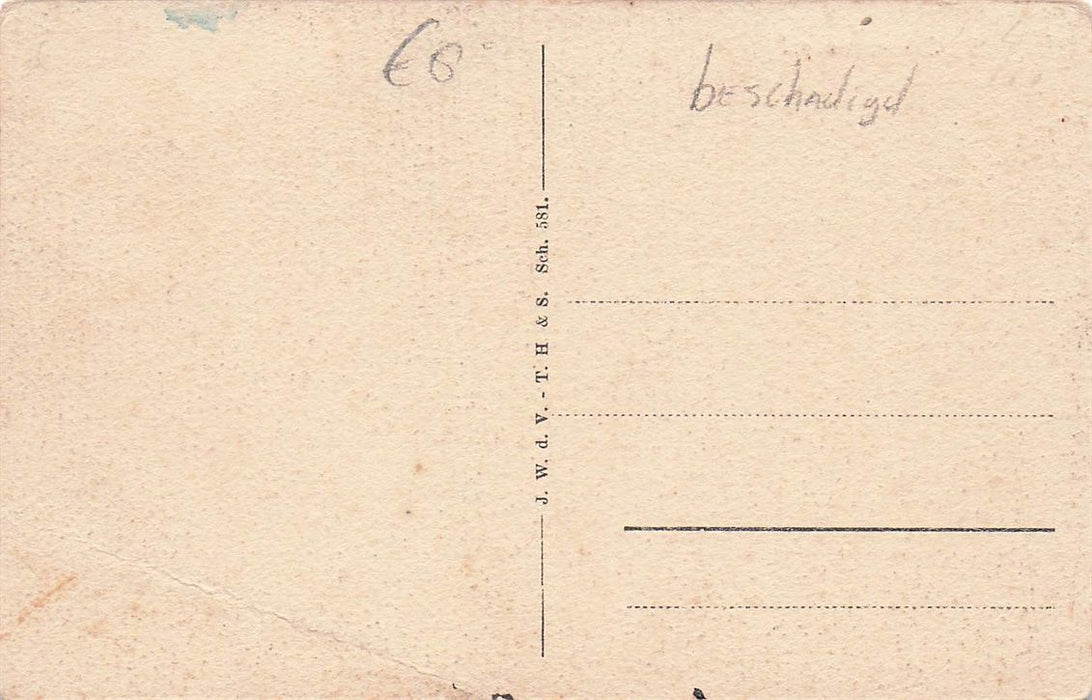 €6
beschadigd
J. W. d. V. - T. H & S. Sch. 581.